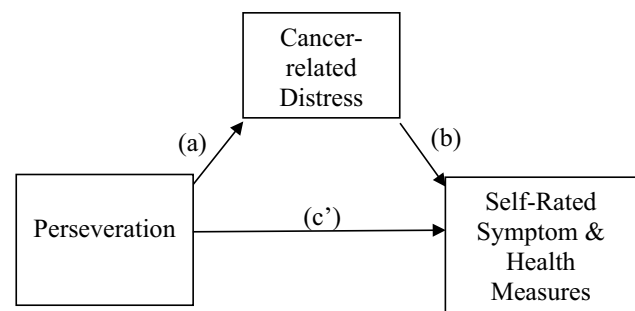 Cancer-
related
Distress
(a)
(b)
Perseveration
(c’)
Self-Rated
Symptom &
Health
Measures